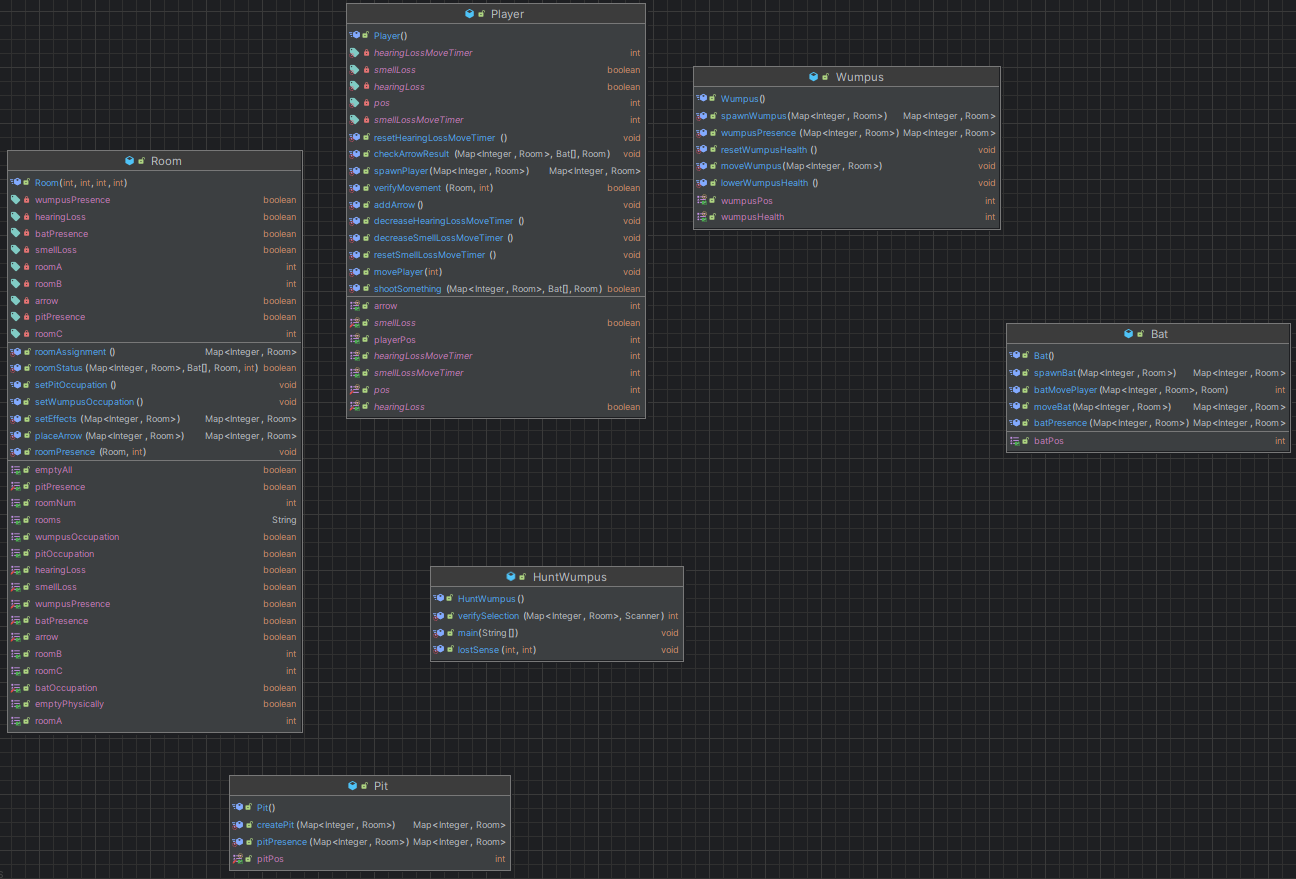 Player
Player()
hearingLossMoveTimer int
smellLoss boolean
hearingLoss boolean
pos int
smellLossMoveTimer int
resetHearingLossMoveTimer () void
checkArrowResult (Map<Integer, Room>, Bat[], Room) void
spawnPlayer(Map<Integer, Room>) Map<Integer, Room>
verifyMovement (Room, int) boolean
addArrow () void
decreaseHearingLossMoveTimer () void
decreaseSmellLossMoveTimer () void
resetSmellLossMoveTimer () void
movePlayer(int) void
shootSomething (Map<Integer, Room>, Bat[], Room) boolean
arrow int
smellLoss boolean
playerPos int
hearingLossMoveTimer int
smellLossMoveTimer int
pos int
hearingLoss boolean
Wumpus
Wumpus()
spawnWumpus(Map<Integer, Room>) Map<Integer, Room>
wumpusPresence (Map<Integer, Room>) Map<Integer, Room>
resetWumpusHealth () void
moveWumpus(Map<Integer, Room>) void
lowerWumpusHealth () void
wumpusPos int
wumpusHealth int
Room
Room(int, int, int, int)
wumpusPresence boolean
hearingLoss boolean
batPresence boolean
smellLoss boolean
roomA int
roomB int
arrow boolean
pitPresence boolean
roomC int
roomAssignment () Map<Integer, Room>
roomStatus (Map<Integer, Room>, Bat[], Room, int) boolean
setPitOccupation () void
setWumpusOccupation () void
setEffects (Map<Integer, Room>) Map<Integer, Room>
placeArrow (Map<Integer, Room>) Map<Integer, Room>
roomPresence (Room, int) void
emptyAll boolean
pitPresence boolean
roomNum int
rooms String
wumpusOccupation boolean
pitOccupation boolean
hearingLoss boolean
smellLoss boolean
wumpusPresence boolean
batPresence boolean
arrow boolean
roomB int
roomC int
batOccupation boolean
emptyPhysically boolean
roomA int
Bat
Bat()
spawnBat(Map<Integer, Room>) Map<Integer, Room>
batMovePlayer(Map<Integer, Room>, Room) int
moveBat(Map<Integer, Room>) Map<Integer, Room>
batPresence (Map<Integer, Room>) Map<Integer, Room>
batPos int
HuntWumpus
HuntWumpus()
verifySelection (Map<Integer, Room>, Scanner) int
main(String[]) void
lostSense (int, int) void
Pit
Pit()
createPit (Map<Integer, Room>) Map<Integer, Room>
pitPresence (Map<Integer, Room>) Map<Integer, Room>
pitPos int